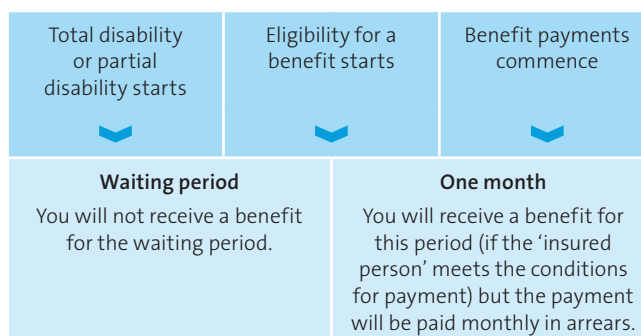 Total disability
or partial
disability starts
Eligibility for a
benefit starts
Benefit payments
commence
Waiting period
You will not receive a benefit
for the waiting period.
One month
You will receive a benefit for
this period (if the ‘insured
person’ meets the conditions
for payment) but the payment
will be paid monthly in arrears.